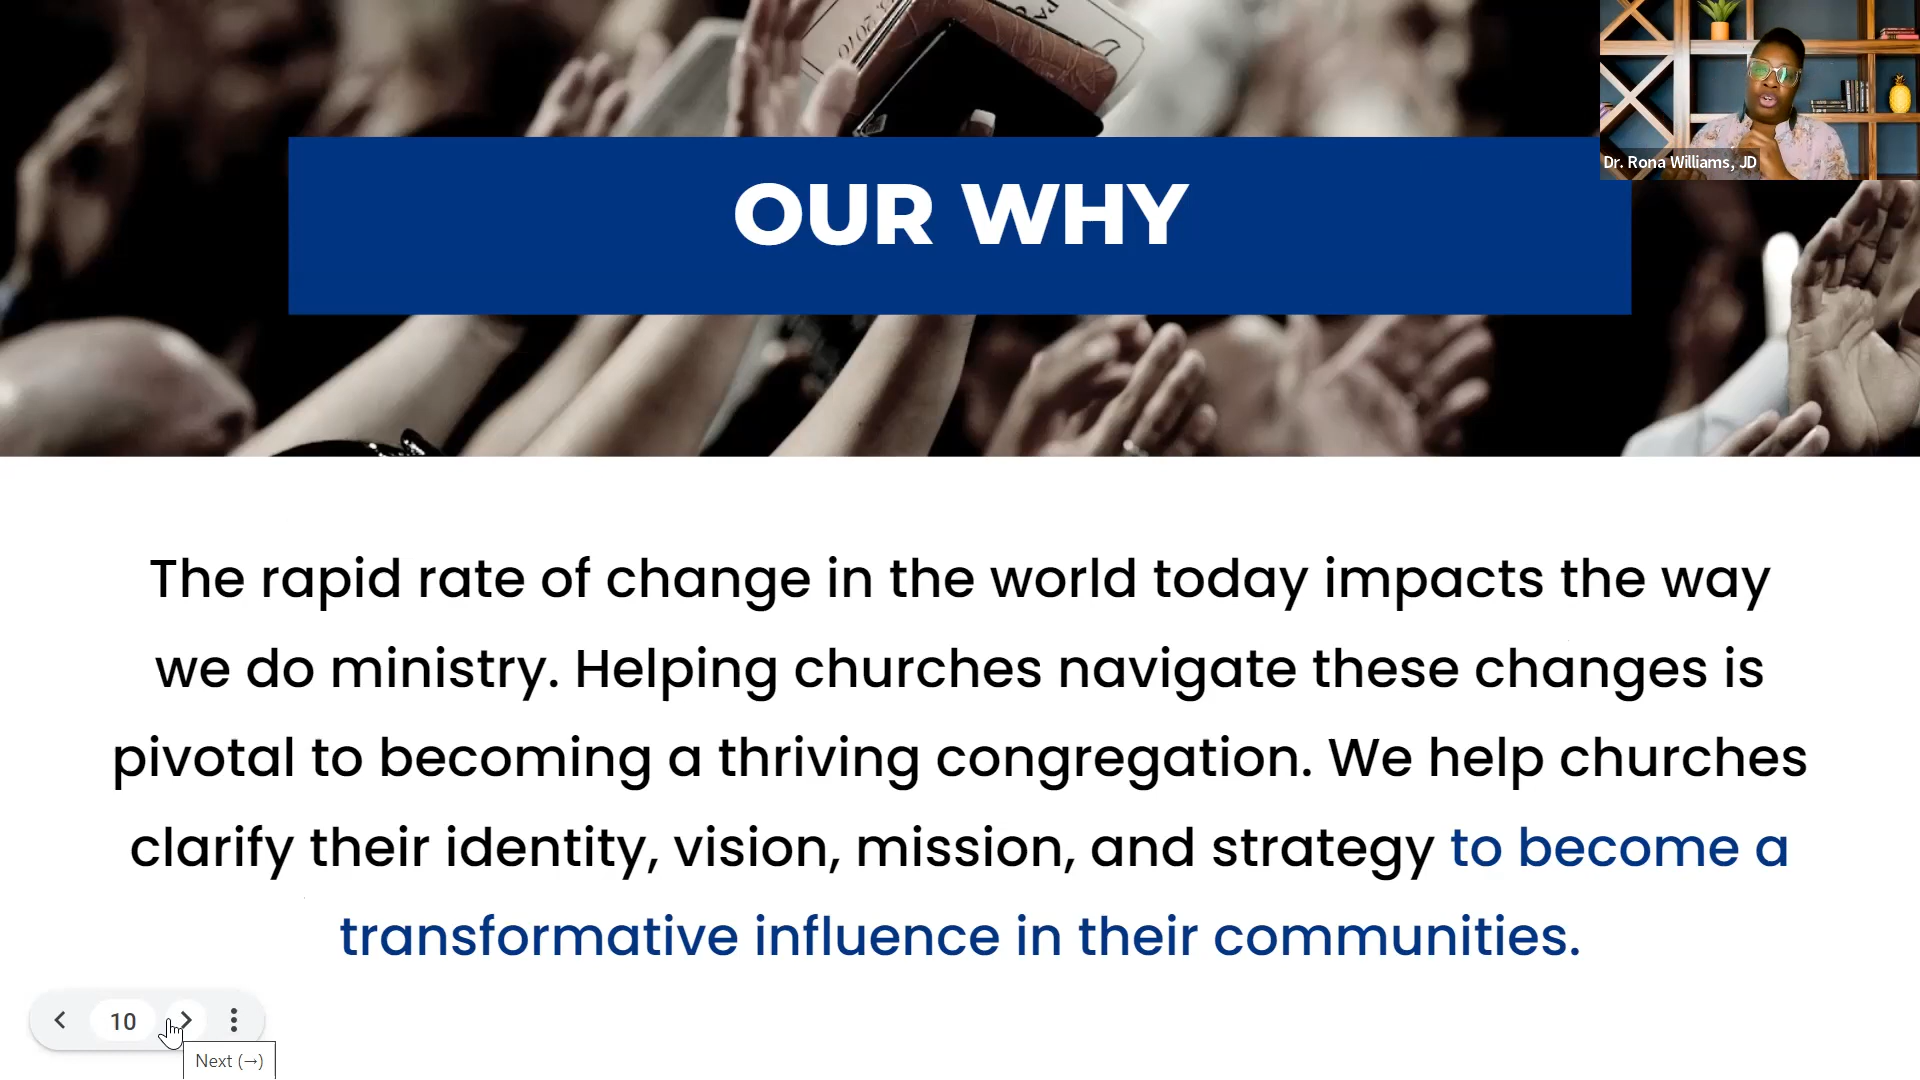 OUR WHY
Dr. Rona Williams, JD
The rapid rate of change in the world today impacts the way
we do ministry. Helping churches navigate these changes is
pivotal to becoming a thriving congregation. We help churches
clarify their identity, vision, mission, and strategy to become a
transformative influence in their communities.
10
Next (→)